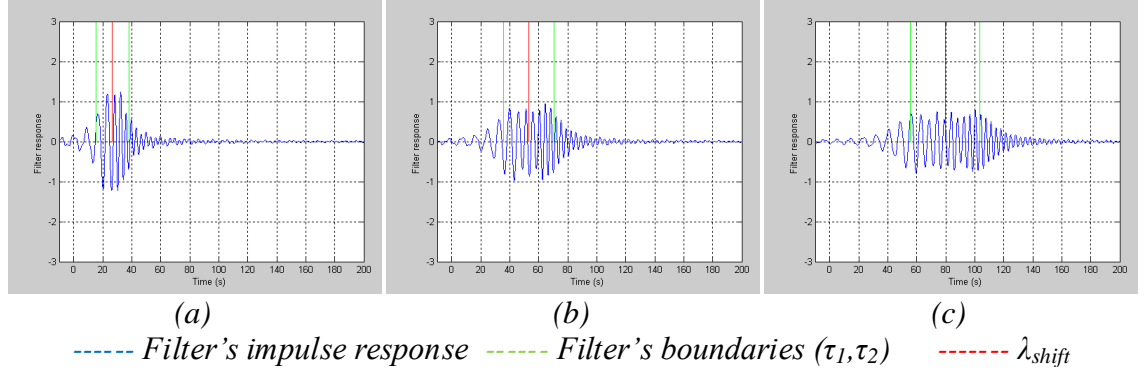 3
2
1
0
-1
-2
-3
Filter response
0 20 40 60 80 100 120 140 160 180 200
Time (s)
3
2
1
0
-1
-2
-3
Filter response
0 20 40 60 80 100 120 140 160 180 200
Time (s)
3
2
1
0
-1
-2
-3
Filter response
0 20 40 60 80 100 120 140 160 180 200
Time (s)
(a) (b) (c)
------ Filter's impulse response ------ Filter's boundaries (τ1,τ2) ------ λshift